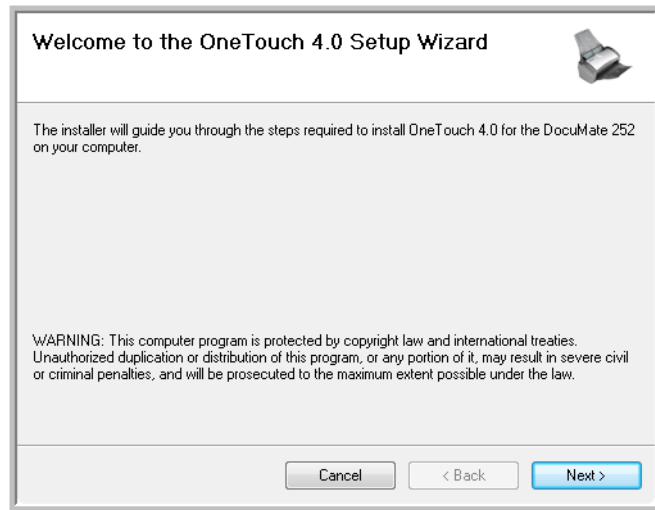 Welcome to the OneTouch 4.0 Setup Wizard
The installer will guide you through the steps required to install OneTouch 4.0 for the DocuMate 252
on your computer.
WARNING: This computer program is protected by copyright law and international treaties.
Unauthorized duplication or distribution of this program, or any portion of it, may result in severe civil
or criminal penalties, and will be prosecuted to the maximum extent possible under the law.
Cancel
< Back
Next >